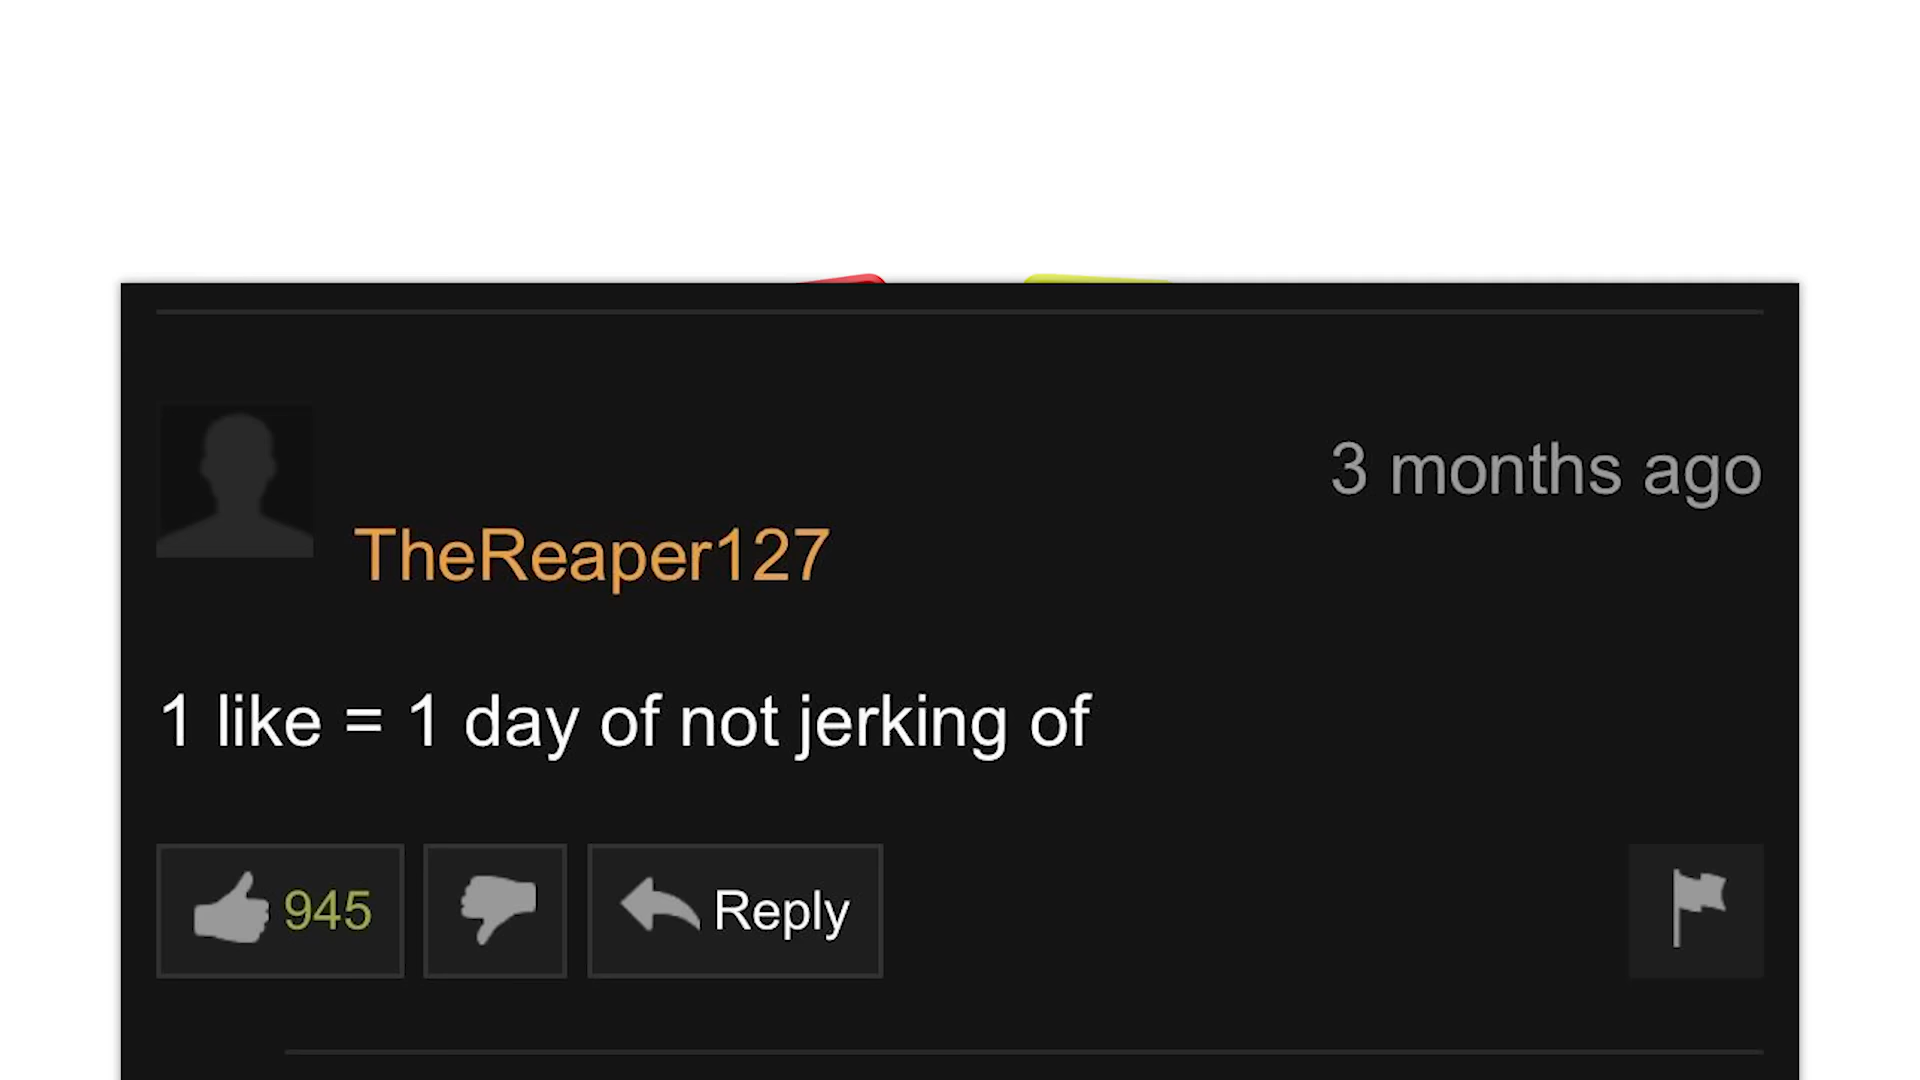 3 months ago
TheReaper127
1 like = 1 day of not jerking of
945
Reply